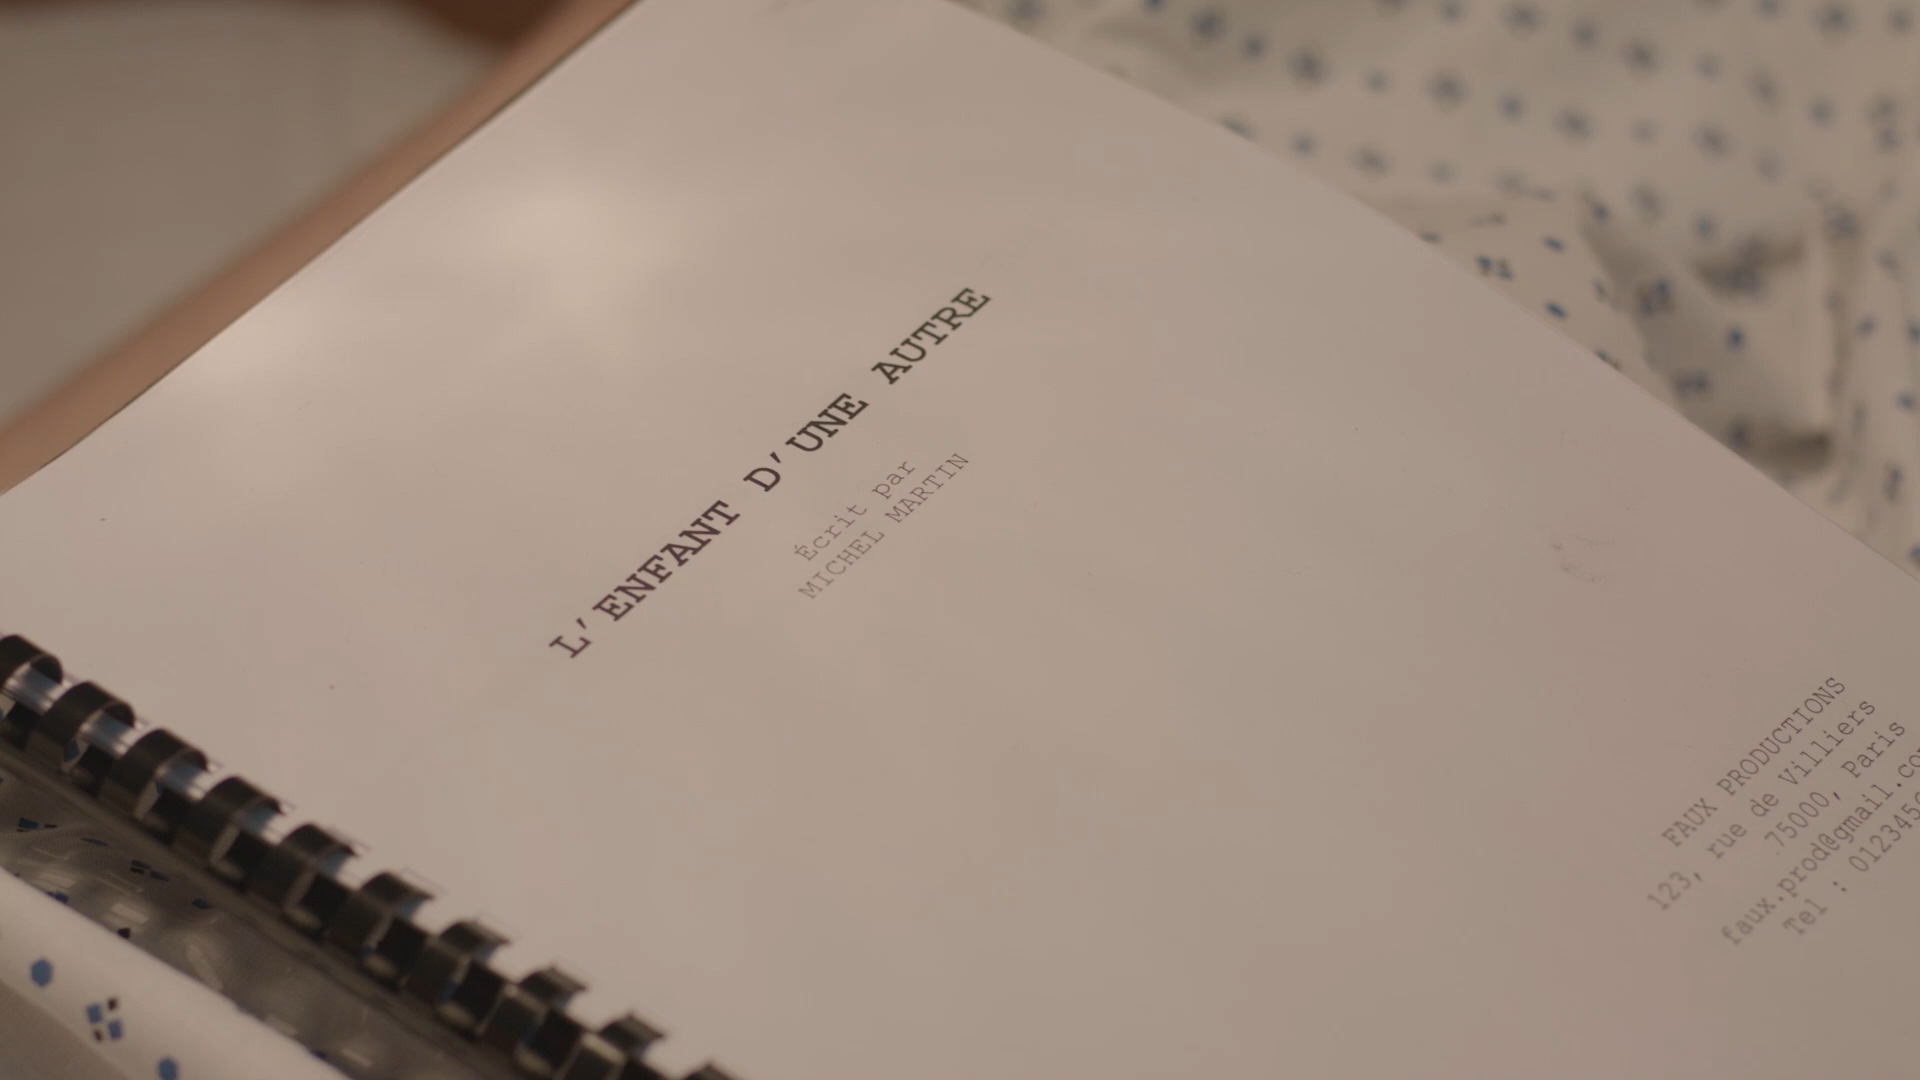 L'ENFANT D'UNE AUTRE
Écrit par
MICHEL MARTIN
FAUX PRODUCTIONS
123, rue de Villiers
75000, Paris
faux.prod@gmail.co
Tel : 012345